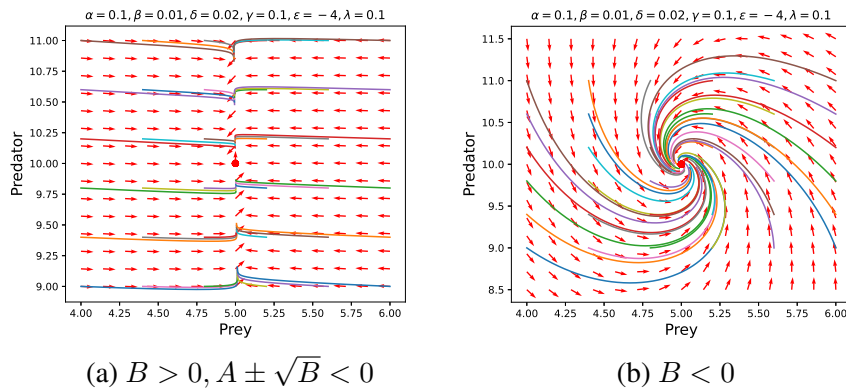 α = 0.1, β = 0.01, δ = 0.02, γ = 0.1, ε = −4, λ = 0.1
11.00
10.75
10.50
10.25
10.00
9.75
9.50
9.25
9.00
Predator
4.00 4.25 4.50 4.75 5.00 5.25 5.50 5.75 6.00
Prey
(a) B > 0, A ± √B < 0
α = 0.1, β = 0.01, δ = 0.02, γ = 0.1, ε = −4, λ = 0.1
11.5
11.0
10.5
10.0
9.5
9.0
8.5
Predator
4.00 4.25 4.50 4.75 5.00 5.25 5.50 5.75 6.00
Prey
(b) B < 0